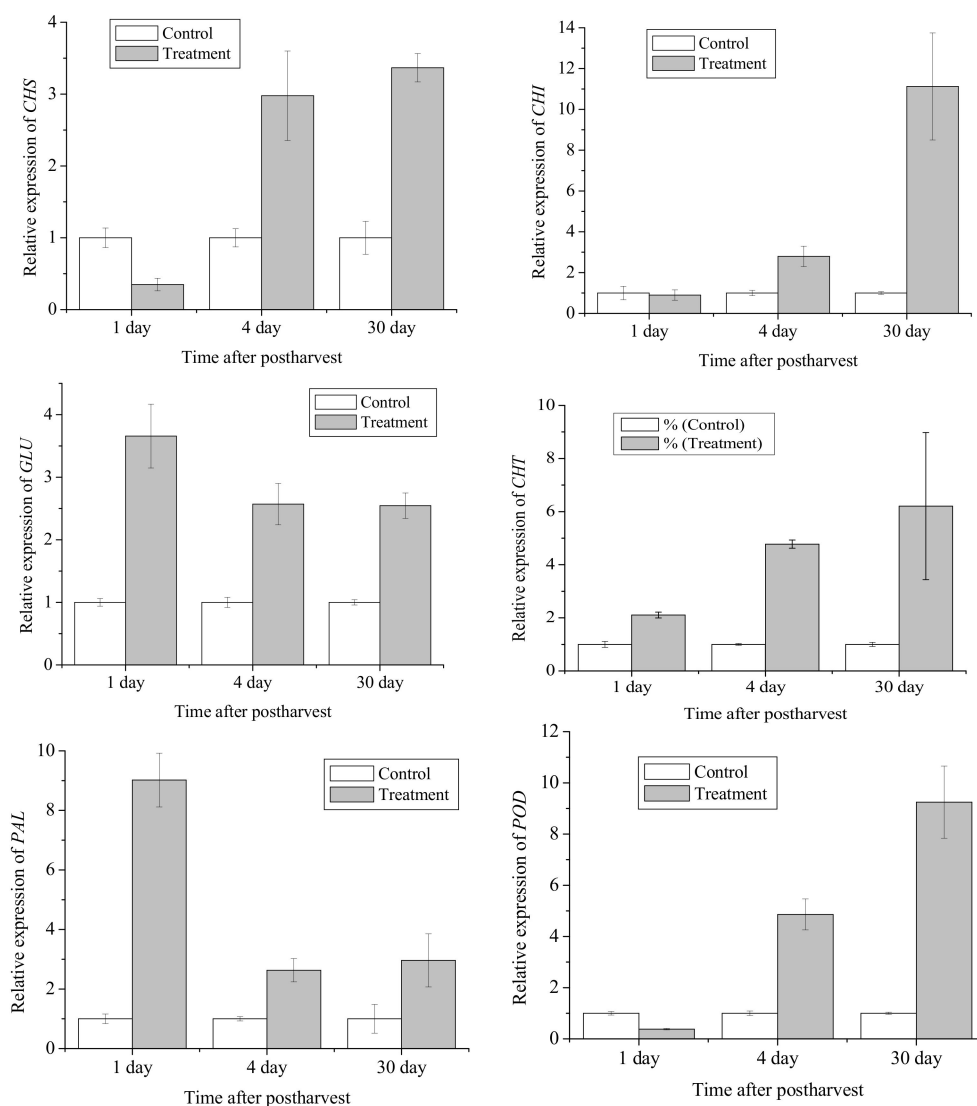 Control
Treatment
Relative expression of CHS
4
3
2
1
0
1 day
4 day
30 day
Time after postharvest
Control
Treatment
Relative expression of CHI
14
12
10
8
6
4
2
0
1 day
4 day
30 day
Time after postharvest
Control
Treatment
Relative expression of GLU
4
3
2
1
0
1 day
4 day
30 day
Time after postharvest
% (Control)
% (Treatment)
Relative expression of CHT
10
8
6
4
2
0
1 day
4 day
30 day
Time after postharvest
Control
Treatment
Relative expression of PAL
10
8
6
4
2
0
1 day
4 day
30 day
Time after postharvest
Control
Treatment
Relative expression of POD
12
10
8
6
4
2
0
1 day
4 day
30 day
Time after postharvest